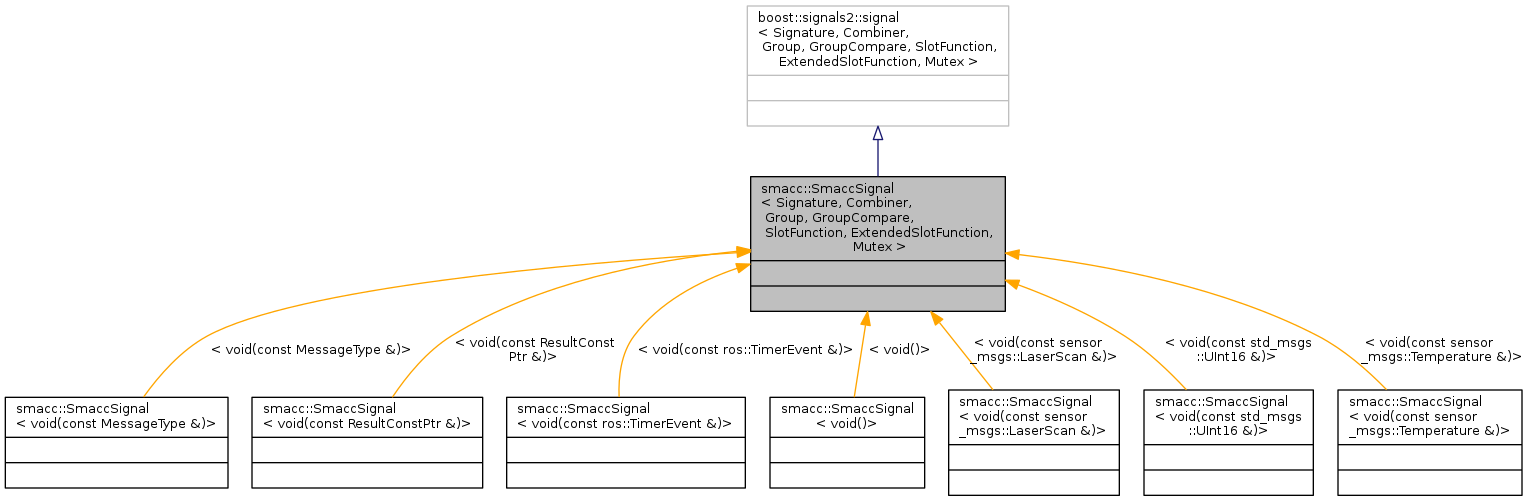 boost::signals2::signal
< Signature, Combiner,
Group, GroupCompare, SlotFunction,
ExtendedSlotFunction, Mutex >
smacc::SmaccSignal
< Signature, Combiner,
Group, GroupCompare,
SlotFunction, ExtendedSlotFunction,
Mutex >
< void(const MessageType &)>
< void(const ResultConst
Ptr &)>
< void(const ros::TimerEvent &)>
< void()>
< void(const sensor
_msgs::LaserScan &)>
< void(const std_msgs
::UInt16 &)>
< void(const sensor
_msgs::Temperature &)>
smacc::SmaccSignal
< void(const MessageType &)>
smacc::SmaccSignal
< void(const ResultConstPtr &)>
smacc::SmaccSignal
< void(const ros::TimerEvent &)>
smacc::SmaccSignal
< void()>
smacc::SmaccSignal
< void(const sensor
_msgs::LaserScan &)>
smacc::SmaccSignal
< void(const std_msgs
::UInt16 &)>
smacc::SmaccSignal
< void(const sensor
_msgs::Temperature &)>